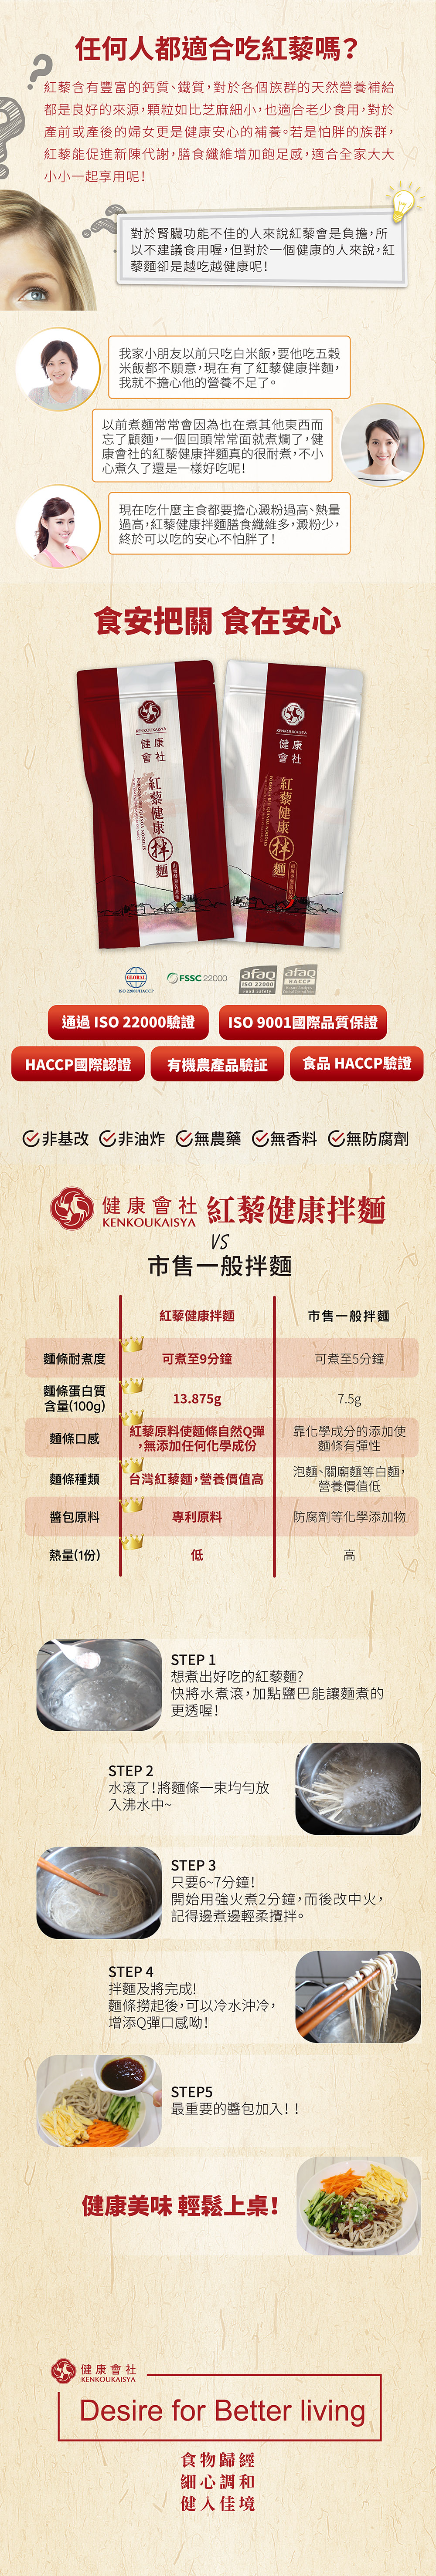 任何人都適合吃紅藜嗎?
紅藜含有豐富的鈣質、鐵質,對於各個族群的天然營養補給
都是良好的來源,顆粒如比芝麻細小,也適合老少食用,對於
產前或產後的婦女更是健康安心的補養。若是怕胖的族群,
紅藜能促進新陳代謝,膳食纖維增加飽足感,適合全家大大
小小一起享用呢!
對於腎臟功能不佳的人來說紅藜會是負擔,所
以不建議食用喔,但對於一個健康的人來說,紅
藜麵卻是越吃越健康呢!
我家小朋友以前只吃白米飯,要他吃五穀
米飯都不願意,現在有了紅藜健康拌麵,
我就不擔心他的營養不足了。
以前煮麵常常會因為也在煮其他東西而
忘了顧麵,一個回頭常常面就煮爛了,健
康會社的紅藜健康拌麵真的很耐煮,不小
心煮久了還是一樣好吃呢!
現在吃什麼主食都要擔心澱粉過高、熱量
過高,紅藜健康拌麵膳食纖維多,澱粉少,
終於可以吃的安心不怕胖了!
食安把關 食在安心
KENKOUKAISYA
健康
會社
紅藜健康拌麵
KENKOUKAISYA
健康
會社
紅藜健康拌麵
GLOBAL
ISO 22000/HACCP
FSSC 22000
afaq
ISO 22000
Food Safety
afaq
HACCP
通過 ISO 22000驗證
ISO 9001國際品質保證
HACCP國際認證
有機農產品驗証
食品 HACCP驗證
非基改
非油炸
無農藥
無香料
無防腐劑
健康會社
KENKOUKAISYA
紅藜健康拌麵
VS
市售一般拌麵
紅藜健康拌麵
市售一般拌麵
麵條耐煮度
可煮至9分鐘
可煮至5分鐘
麵條蛋白質
含量(100g)
13.875g
7.5g
麵條口感
紅藜原料使麵條自然Q彈
,無添加任何化學成份
靠化學成分的添加使
麵條有彈性
麵條種類
台灣紅藜麵,營養價值高
泡麵、關廟麵等白麵,
營養價值低
醬包原料
專利原料
防腐劑等化學添加物
熱量(1份)
低
高
STEP 1
想煮出好吃的紅藜麵?
快將水煮滾,加點鹽巴能讓麵煮的
更透喔!
STEP 2
水滾了!將麵條一束均勻放
入沸水中~
STEP 3
只要6~7分鐘!
開始用強火煮2分鐘,而後改中火,
記得邊煮邊輕柔攪拌。
STEP 4
拌麵及將完成!
麵條撈起後,可以冷水沖冷,
增添Q彈口感呦!
STEP5
最重要的醬包加入!!
健康美味 輕鬆上桌!
健康會社
KENKOUKAISYA
Desire for Better living
食物歸經
細心調和
健入佳境